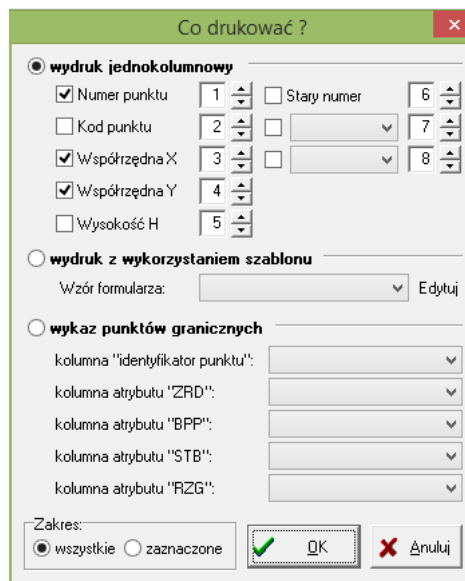 Co drukować ?
wydruk jednokolumnowy
Numer punktu 1 Stary numer 6
Kod punktu 2 7
Współrzędna X 3 8
Współrzędna Y 4
Wysokość H 5
wydruk z wykorzystaniem szablonu
Wzór formularza: Edytuj
wykaz punktów granicznych
kolumna "identyfikator punktu":
kolumna atrybutu "ZRD":
kolumna atrybutu "BPP":
kolumna atrybutu "STB":
kolumna atrybutu "RZG":
Zakres:
wszystkie zaznaczone OK Anuluj